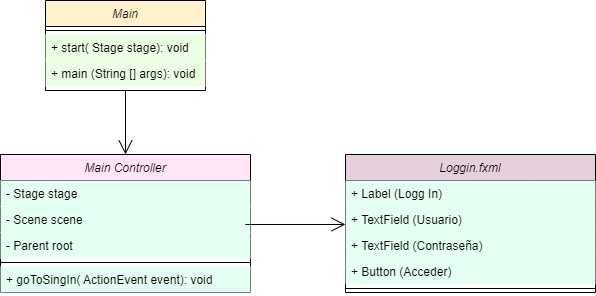 Main
+ start( Stage stage): void
+ main (String [] args): void
Main Controller
- Stage stage
- Scene scene
- Parent root
+ goToSingIn( ActionEvent event): void
Loggin.fxml
+ Label (Logg In)
+ TextField (Usuario)
+ TextField (Contraseña)
+ Button (Acceder)